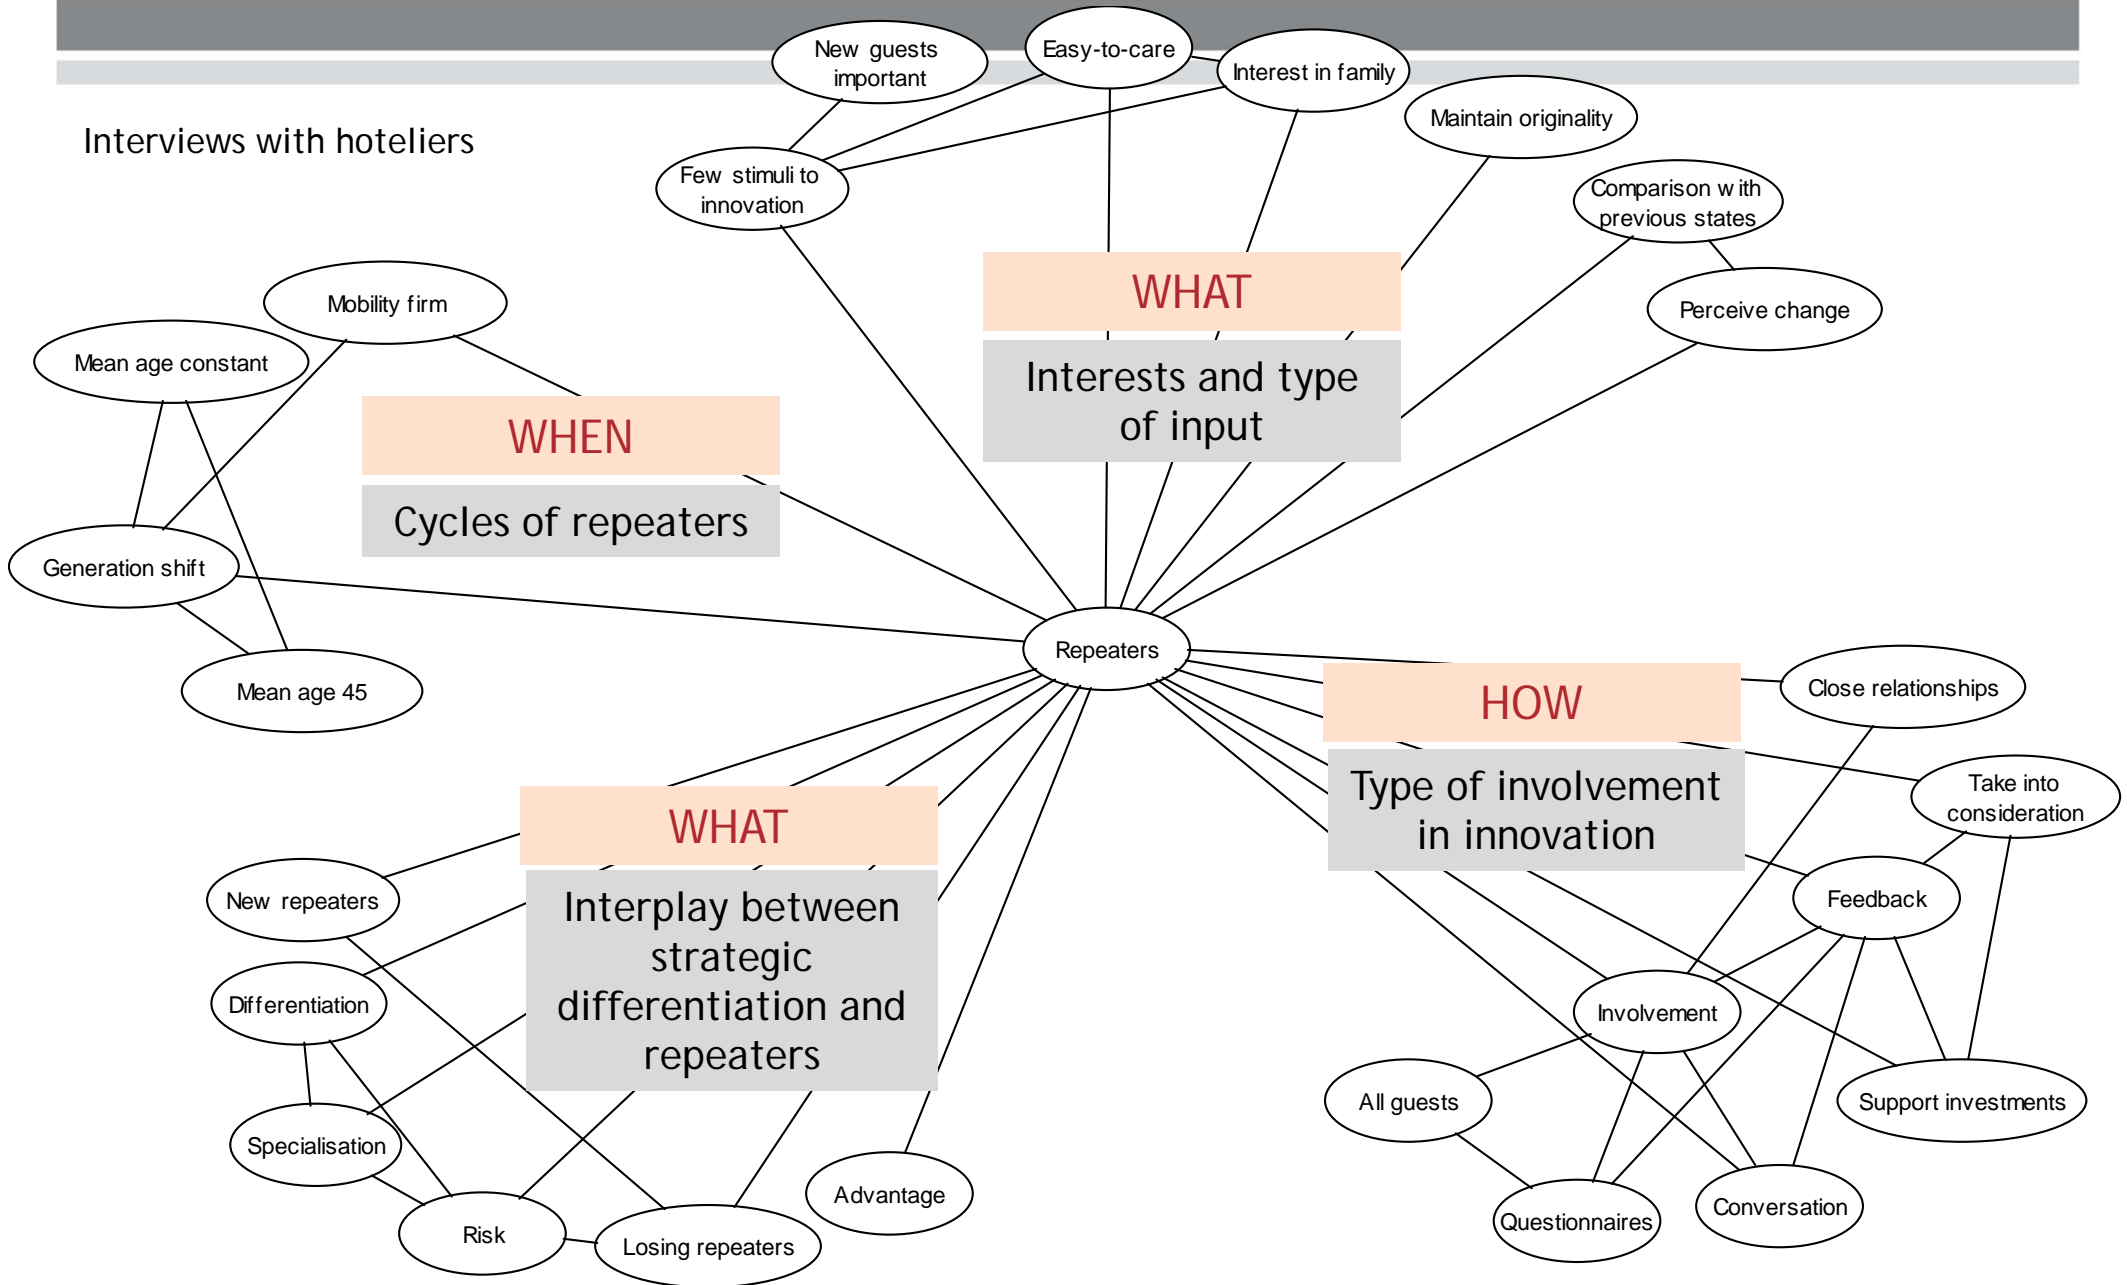 New guests
important
Easy-to-care
Interest in family
Maintain originality
Interviews with hoteliers
Few stimuli to
innovation
Comparison with
previous states
Mobility firm
WHAT
Perceive change
Mean age constant
Interests and type
of input
WHEN
Cycles of repeaters
Generation shift
Repeaters
Mean age 45
HOW
Close relationships
Type of involvement
in innovation
Take into
consideration
WHAT
New repeaters
Interplay between
strategic
differentiation and
repeaters
Feedback
Differentiation
Involvement
All guests
Support investments
Specialisation
Advantage
Risk
Losing repeaters
Questionnaires
Conversation